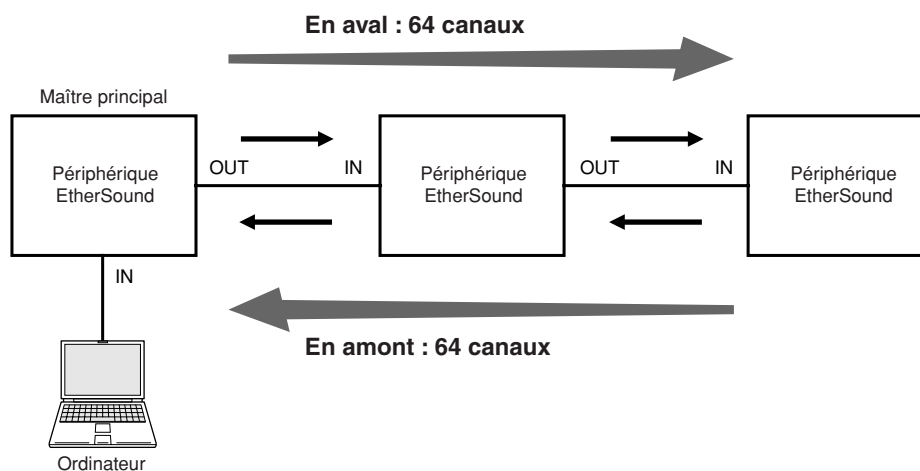 En aval : 64 canaux
Maître principal
Périphérique
EtherSound
OUT
IN
Périphérique
EtherSound
OUT
IN
Périphérique
EtherSound
IN
En amont : 64 canaux
Ordinateur